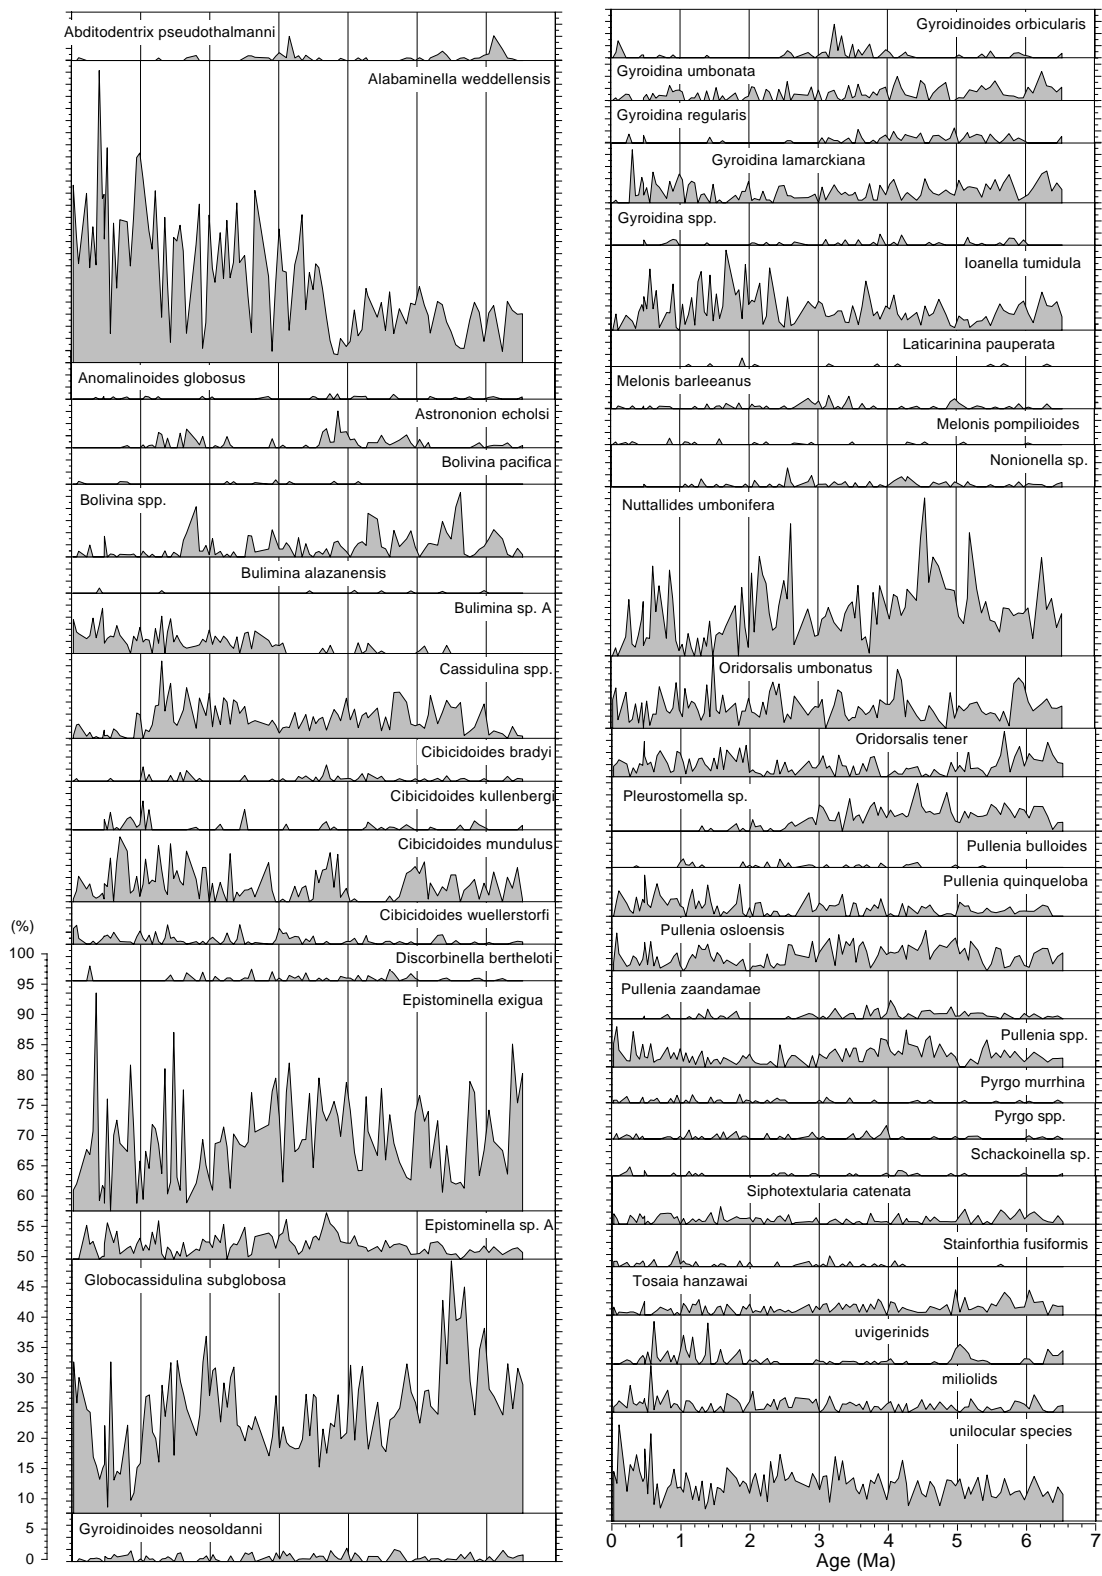 Abditodentrix pseudothalmanni
Alabaminella weddellensis
Anomalinoides globosus
Astrononion echolsi
Bolivina pacifica
Bolivina spp.
Bulimina alazanensis
Bulimina sp. A
Cassidulina spp.
Cibicidoides bradyi
Cibicidoides kullenbergi
Cibicidoides mundulus
Cibicidoides wuellerstorfi
Discorbinella bertheloti
Epistominella exigua
Epistominella sp. A
Globocassidulina subglobosa
Gyroidinoides neosoldanni
(%)
100
95
90
85
80
75
70
65
60
55
50
45
40
35
30
25
20
15
10
5
0
Gyroidinoides orbicularis
Gyroidina umbonata
Gyroidina regularis
Gyroidina lamarckiana
Gyroidina spp.
Ioanella tumidula
Laticarinina pauperata
Melonis barleeanus
Melonis pompilioides
Nonionella sp.
Nuttallides umbonifera
Oridorsalis umbonatus
Oridorsalis tener
Pleurostomella sp.
Pullenia bulloides
Pullenia quinqueloba
Pullenia osloensis
Pullenia zaandamae
Pullenia spp.
Pyrgo murrhina
Pyrgo spp.
Schackoinella sp.
Siphotextularia catenata
Stainforthia fusiformis
Tosaia hanzawai
uvigerinids
miliolids
unilocular species
0 1 2 3 4 5 6 7
Age (Ma)